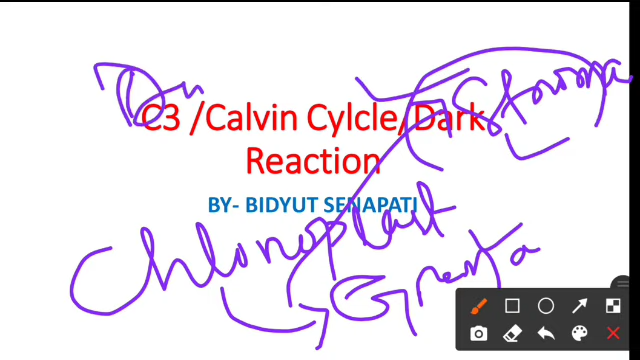 Stroma
C3 /Calvin Cylcle/Dark
Reaction
BY- BIDYUT SENAPATI
Chloroplast
Grana